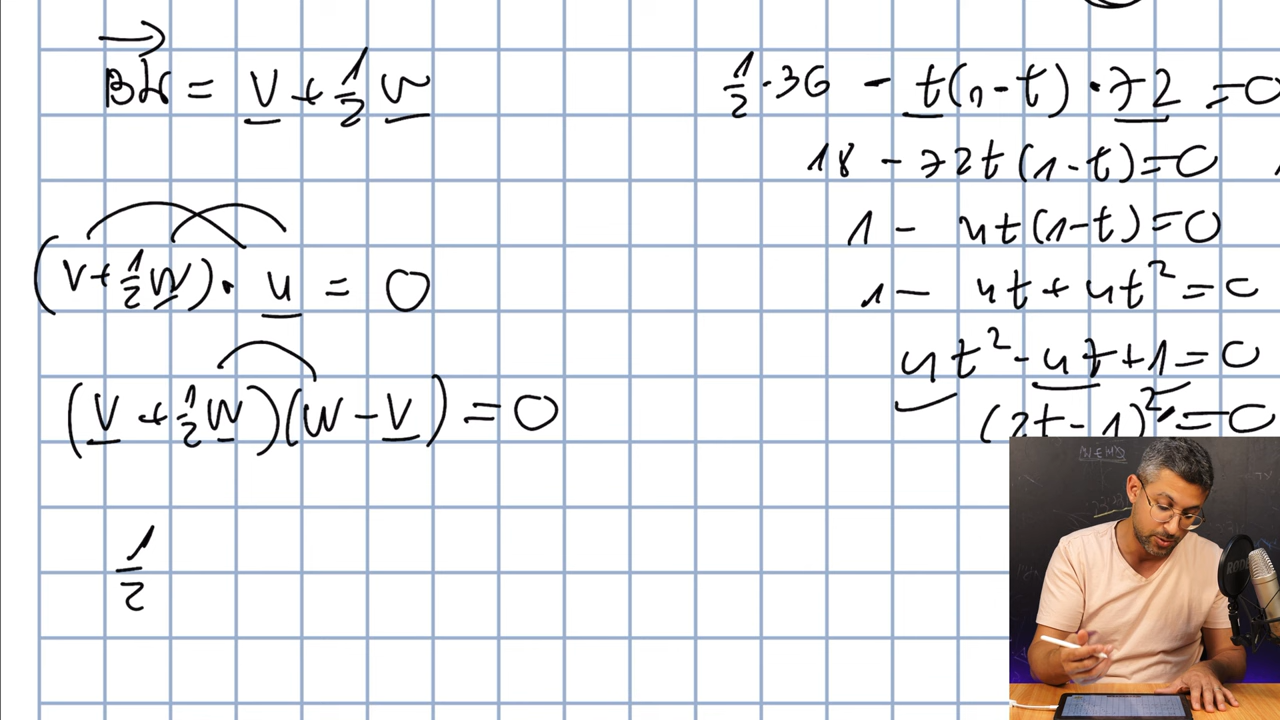 BN = v + 1/2 w
(v + 1/2 w) · u = 0
(v + 1/2 w)(w - v) = 0
1/2
1/2 · 36 - t(1-t) · 72 = 0
18 - 72t(1-t) = 0
1 - 4t(1-t) = 0
1 - 4t + 4t² = 0
4t² - 4t + 1 = 0
(2t - 1)² = 0